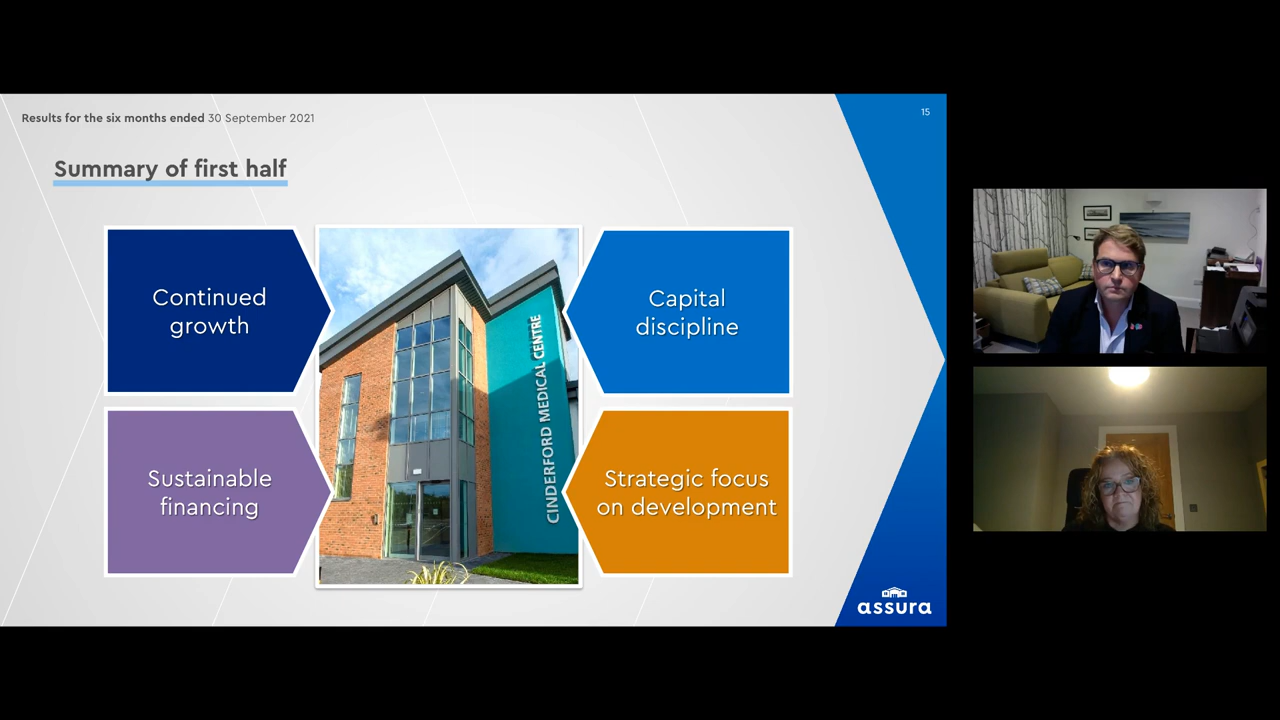 Results for the six months ended 30 September 2021
15
Summary of first half
Continued
growth
Capital
discipline
CINDERFORD MEDICAL CENTRE
Sustainable
financing
Strategic focus
on development
assura